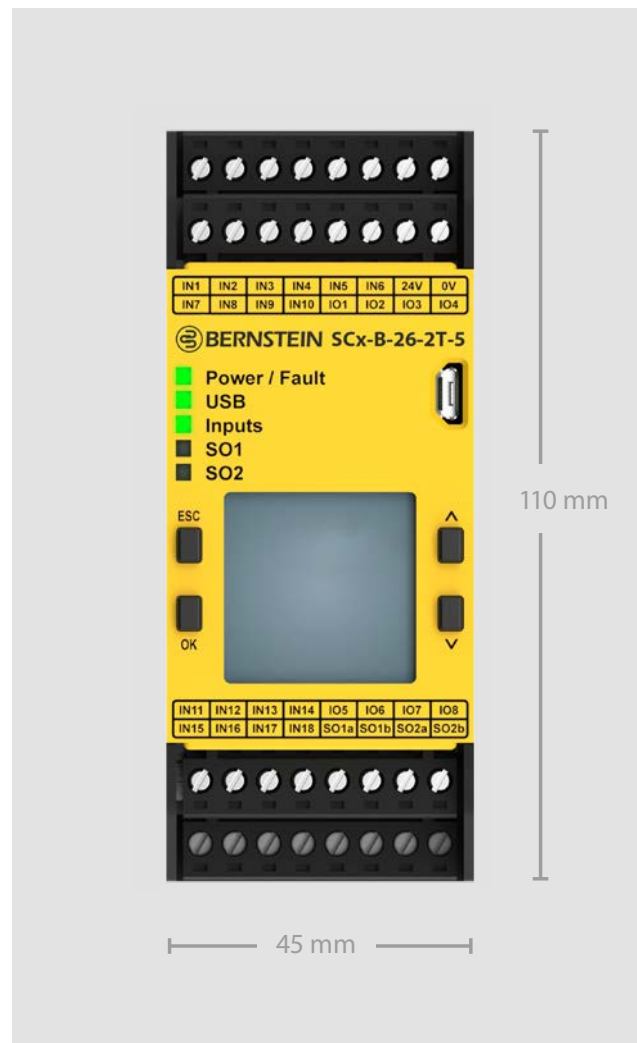 IN1 IN2 IN3 IN4 IN5 IN6 24V 0V
IN7 IN8 IN9 IN10 IO1 IO2 IO3 IO4
BERNSTEIN SCx-B-26-2T-5
Power / Fault
USB
Inputs
SO1
SO2
ESC
OK
110 mm
IN11 IN12 IN13 IN14 IO5 IO6 IO7 IO8
IN15 IN16 IN17 IN18 SO1a SO1b SO2a SO2b
45 mm